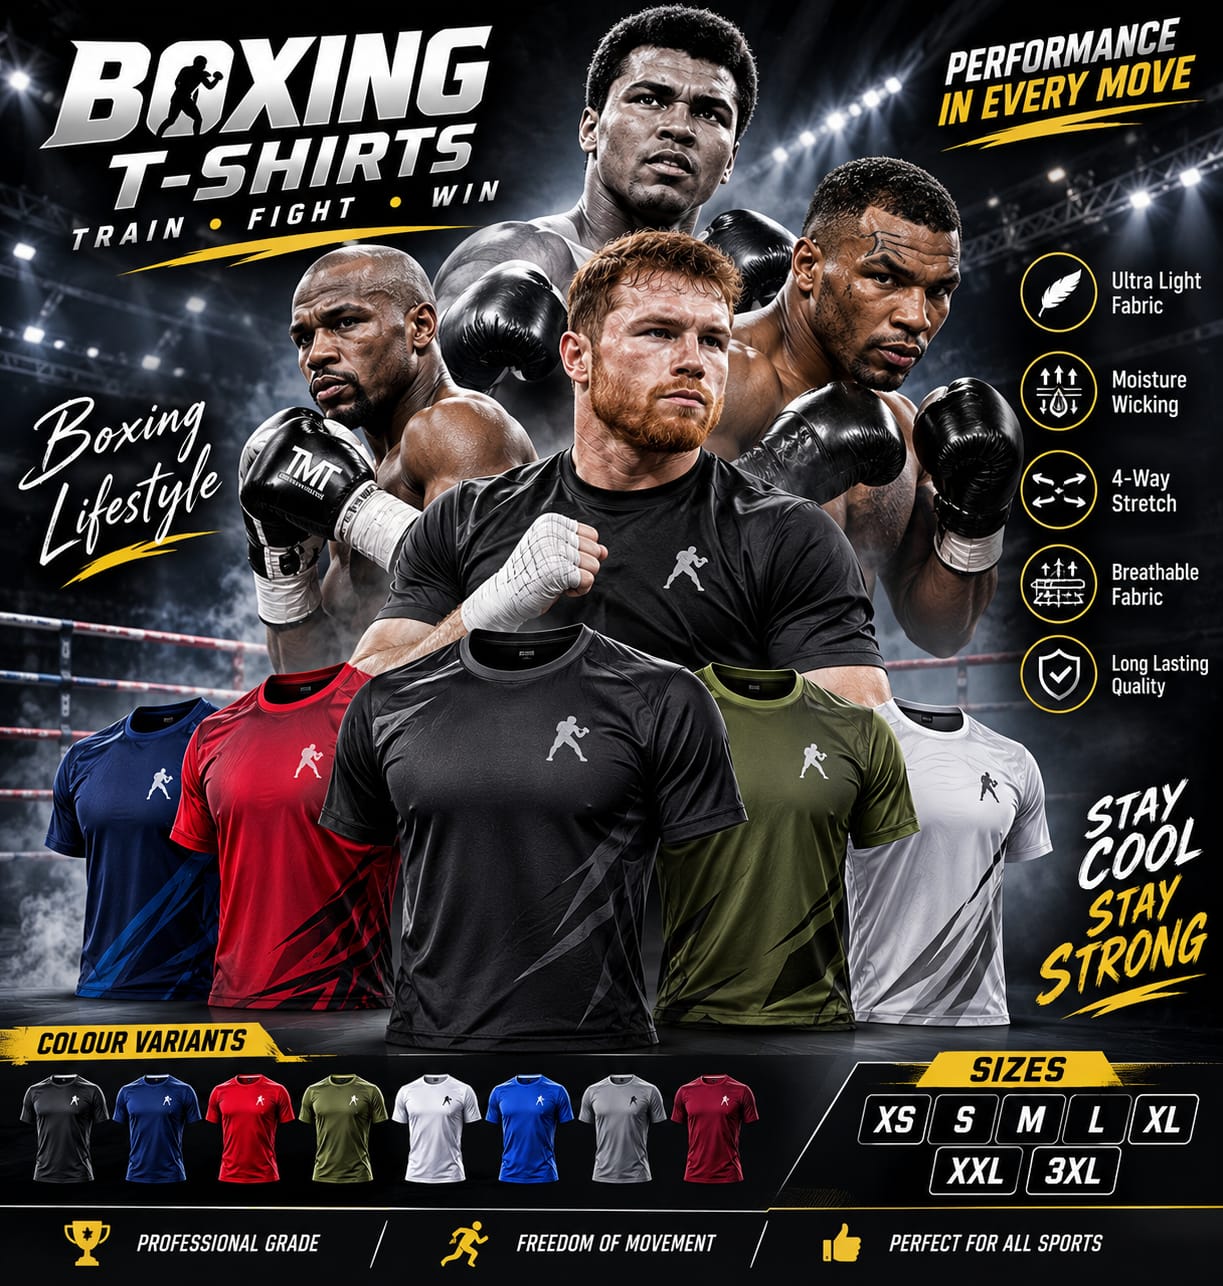 BOXING
T-SHIRTS
TRAIN • FIGHT • WIN
PERFORMANCE
IN EVERY MOVE
Boxing
Lifestyle
TMT
Ultra Light
Fabric
Moisture
Wicking
4-Way
Stretch
Breathable
Fabric
Long Lasting
Quality
BOXING
STAY
COOL
STAY
STRONG
COLOUR VARIANTS
SIZES
XS S M L XL
XXL 3XL
PROFESSIONAL GRADE
FREEDOM OF MOVEMENT
PERFECT FOR ALL SPORTS